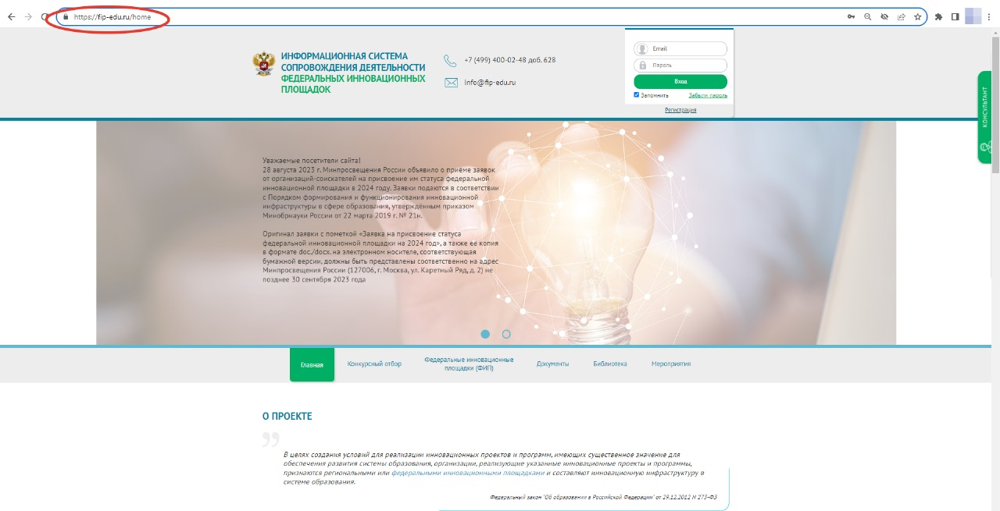 https://fip-edu.ru/home
ИНФОРМАЦИОННАЯ СИСТЕМА
СОПРОВОЖДЕНИЯ ДЕЯТЕЛЬНОСТИ
ФЕДЕРАЛЬНЫХ ИННОВАЦИОННЫХ
ПЛОЩАДОК
+7 (499) 400-02-48 доб. 628
info@fip-edu.ru
Email
Пароль
Вход
Запомнить
Забыли пароль
Регистрация
КОНСУЛЬТАНТ
Уважаемые посетители сайта!
28 августа 2023 г. Минпросвещения России объявило о приёме заявок
от организаций-соискателей на присвоение им статуса федеральной
инновационной площадки в 2024 году. Заявки подаются в соответствии
с Порядком формирования и функционирования инновационной
инфраструктуры в сфере образования, утверждённым приказом
Минобрнауки России от 22 марта 2019 г. № 21н.
Оригинал заявки с пометкой «Заявка на присвоение статуса
федеральной инновационной площадки на 2024 год», а также её копия
в формате doc./docx. на электронном носителе, соответствующая
бумажной версии, должны быть представлены соответственно на адрес
Минпросвещения России (127006, г. Москва, ул. Каретный Ряд, д. 2) не
позднее 30 сентября 2023 года
Главная
Конкурсный отбор
Федеральные инновационные
площадки (ФИП)
Документы
Библиотека
Мероприятия
О ПРОЕКТЕ
В целях создания условий для реализации инновационных проектов и программ, имеющих существенное значение для
обеспечения развития системы образования, организации, реализующие указанные инновационные проекты и программы,
признаются региональными или федеральными инновационными площадками и составляют инновационную инфраструктуру в
системе образования.
Федеральный закон "Об образовании в Российской Федерации" от 29.12.2012 N 273-ФЗ